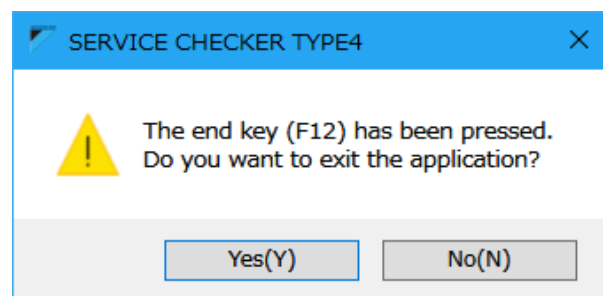 SERVICE CHECKER TYPE4
The end key (F12) has been pressed.
Do you want to exit the application?
Yes(Y) No(N)